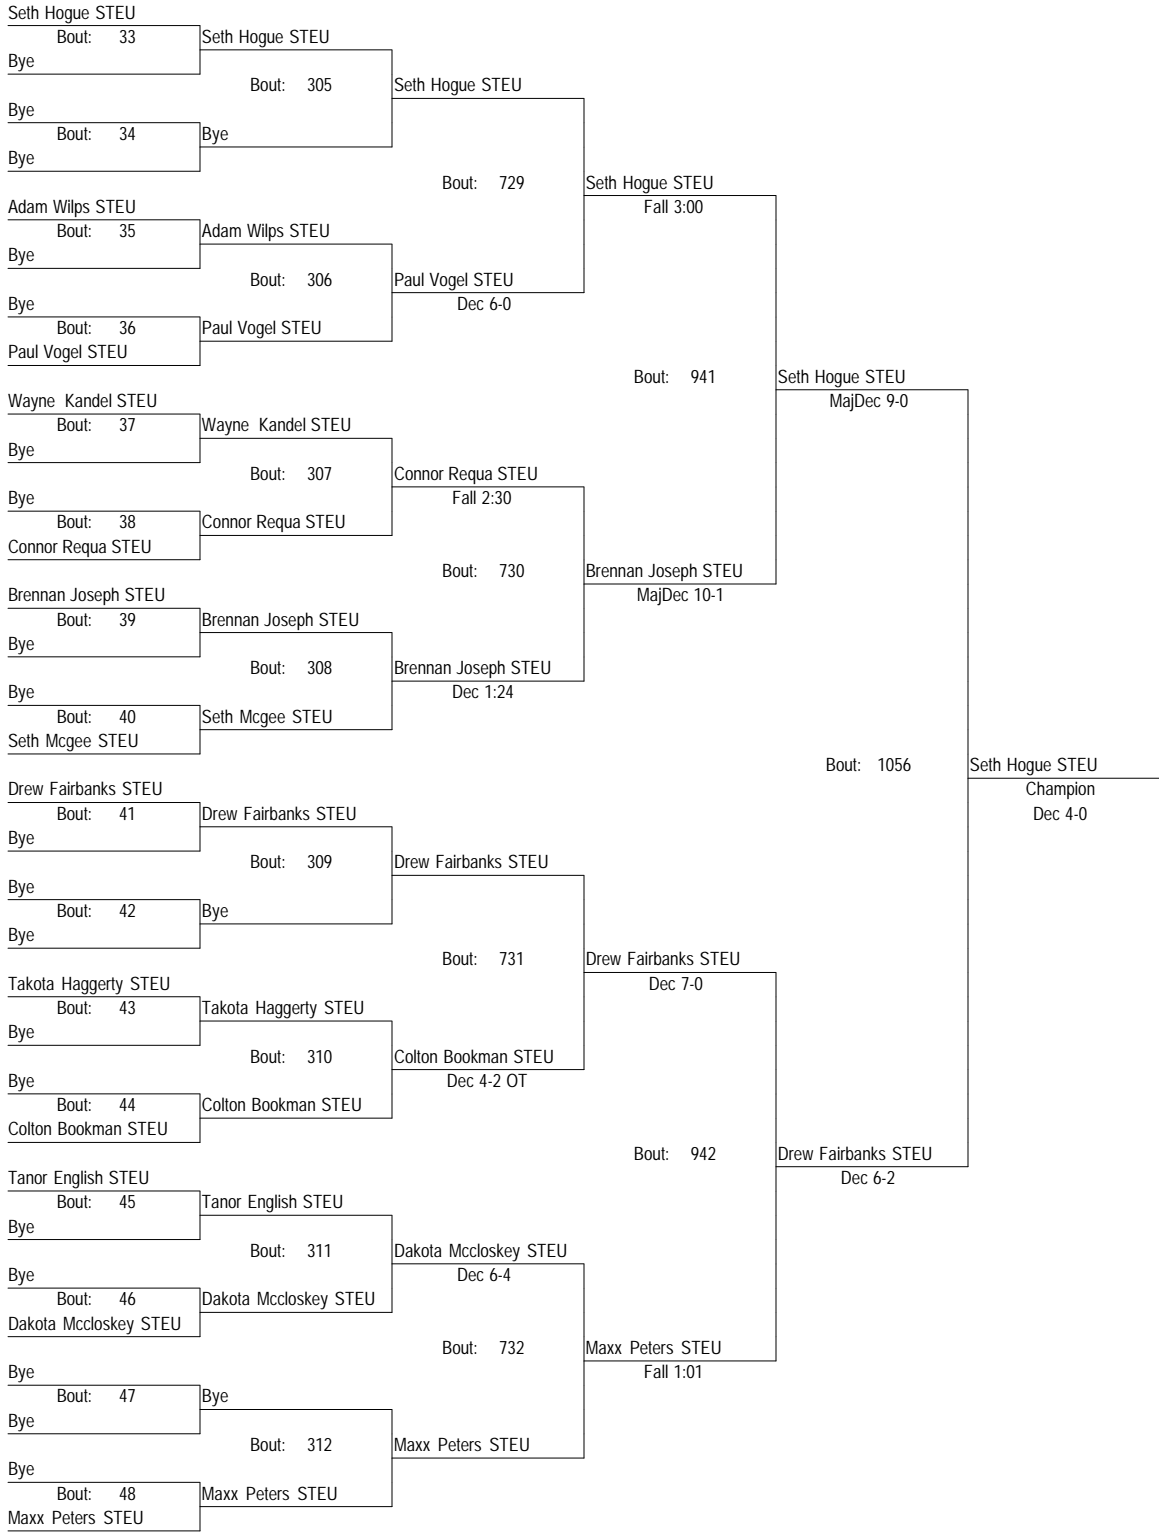 Seth Hogue STEU
Bout: 33 Seth Hogue STEU
Bye
Bout: 305 Seth Hogue STEU
Bye
Bout: 34 Bye
Bye
Bout: 729 Seth Hogue STEU
Adam Wilps STEU Fall 3:00
Bout: 35 Adam Wilps STEU
Bye
Bout: 306 Paul Vogel STEU
Bye Dec 6-0
Bout: 36 Paul Vogel STEU
Paul Vogel STEU
Bout: 941 Seth Hogue STEU
Wayne Kandel STEU MajDec 9-0
Bout: 37 Wayne Kandel STEU
Bye
Bout: 307 Connor Requa STEU
Bye Fall 2:30
Bout: 38 Connor Requa STEU
Connor Requa STEU
Bout: 730 Brennan Joseph STEU
Brennan Joseph STEU MajDec 10-1
Bout: 39 Brennan Joseph STEU
Bye
Bout: 308 Brennan Joseph STEU
Bye Dec 1:24
Bout: 40 Seth Mcgee STEU
Seth Mcgee STEU
Bout: 1056 Seth Hogue STEU
Drew Fairbanks STEU Champion
Bout: 41 Drew Fairbanks STEU Dec 4-0
Bye
Bout: 309 Drew Fairbanks STEU
Bye
Bout: 42 Bye
Bye
Bout: 731 Drew Fairbanks STEU
Takota Haggerty STEU Dec 7-0
Bout: 43 Takota Haggerty STEU
Bye
Bout: 310 Colton Bookman STEU
Bye Dec 4-2 OT
Bout: 44 Colton Bookman STEU
Colton Bookman STEU
Bout: 942 Drew Fairbanks STEU
Tanor English STEU Dec 6-2
Bout: 45 Tanor English STEU
Bye
Bout: 311 Dakota Mccloskey STEU
Bye Dec 6-4
Bout: 46 Dakota Mccloskey STEU
Dakota Mccloskey STEU
Bout: 732 Maxx Peters STEU
Bye Fall 1:01
Bout: 47 Bye
Bye
Bout: 312 Maxx Peters STEU
Bye
Bout: 48 Maxx Peters STEU
Maxx Peters STEU